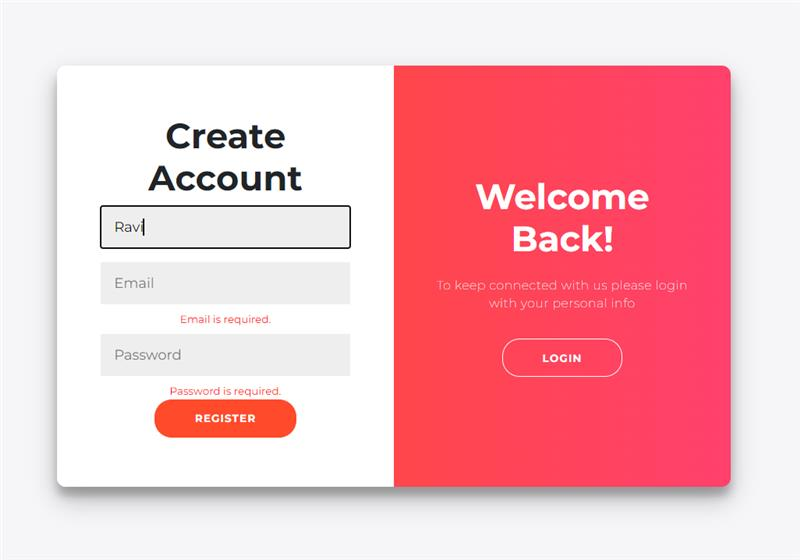 Create
Account
Ravi
Email
Email is required.
Password
Password is required.
REGISTER
Welcome
Back!
To keep connected with us please login
with your personal info
LOGIN